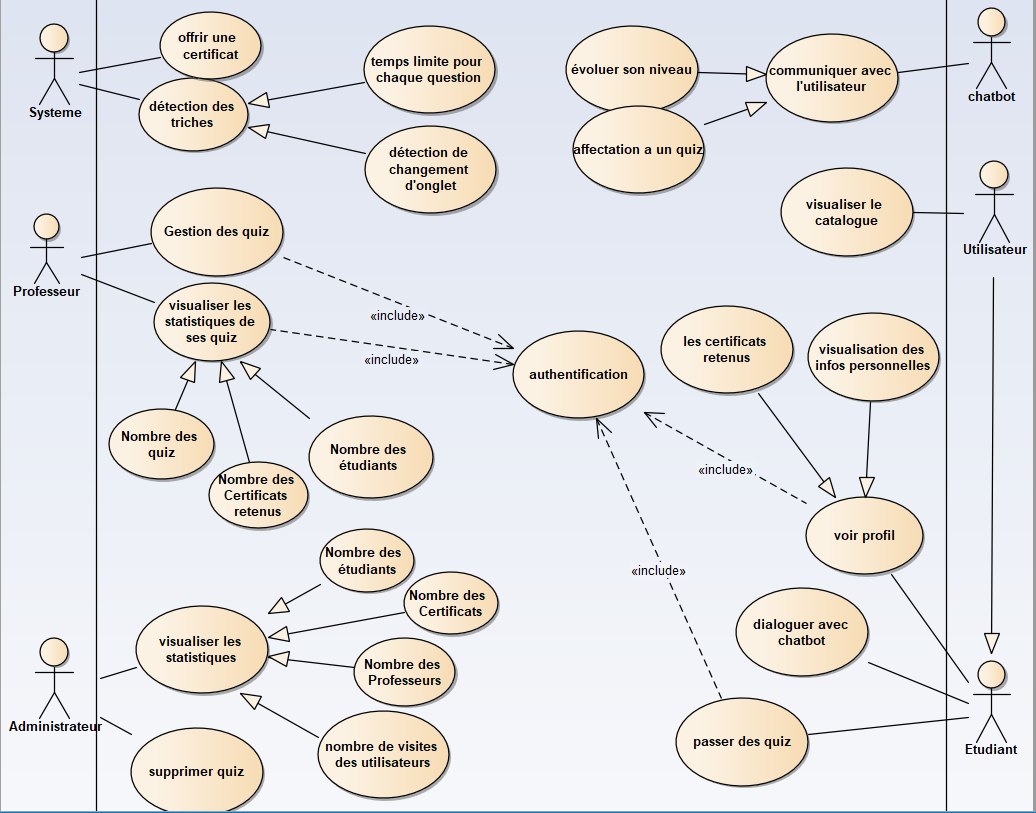 offrir une
certificat
Systeme
détection des
triches
temps limite pour
chaque question
détection de
changement
d'onglet
évoluer son niveau
communiquer avec
l'utilisateur
chatbot
affectation a un quiz
visualiser le
catalogue
Utilisateur
Gestion des quiz
Professeur
visualiser les
statistiques de
ses quiz
«include»
«include»
authentification
les certificats
retenus
visualisation des
infos personnelles
Nombre des
quiz
Nombre des
Certificats
retenus
Nombre des
étudiants
«include»
voir profil
«include»
Nombre des
étudiants
Nombre des
Certificats
visualiser les
statistiques
Nombre des
Professeurs
dialoguer avec
chatbot
Administrateur
nombre de visites
des utilisateurs
supprimer quiz
passer des quiz
Etudiant